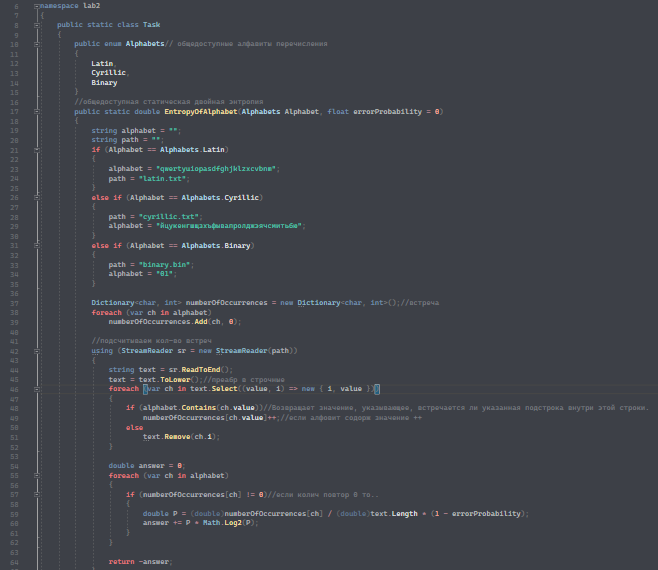 6 namespace lab2
7 {
8 public static class Task
9 {
10 public enum Alphabets// общедоступние алфавиты перечисления
11 {
12 Latin,
13 Cyrillic,
14 Binary
15 }
16 //общедоступная статическая двойная энтропия
17 public static double EntropyOfAlphabet(Alphabets Alphabet, float errorProbability = 0)
18 {
19 string alphabet = "";
20 string path = "";
21 if (Alphabet == Alphabets.Latin)
22 {
23 alphabet = "qwertyuiopasdfghjklzxcvbnm";
24 path = "latin.txt";
25 }
26 else if (Alphabet == Alphabets.Cyrillic)
27 {
28 path = "cyrillic.txt";
29 alphabet = "йцукенгшщзхъфывапролджэячсмитьбю";
30 }
31 else if (Alphabet == Alphabets.Binary)
32 {
33 path = "binary.bin";
34 alphabet = "01";
35 }
36
37 Dictionary<char, int> numberOfOccurrences = new Dictionary<char, int>();//встреча
38 foreach (var ch in alphabet)
39 numberOfOccurrences.Add(ch, 0);
40
41 //подсчитываем кол-во встреч
42 using (StreamReader sr = new StreamReader(path))
43 {
44 string text = sr.ReadToEnd();
45 text = text.ToLower();//преабр в строчние
46 foreach (var ch in text.Select((value, i) => new { i, value }))
47 {
48 if (alphabet.Contains(ch.value))//Возвращает значение, указывающее, встречается ли указанная подстрока внутри этой строки.
49 numberOfOccurrences[ch.value]++;//если алфовит содерж значение ++
50 else
51 text.Remove(ch.i);
52 }
53
54 double answer = 0;
55 foreach (var ch in alphabet)
56 {
57 if (numberOfOccurrences[ch] != 0)//если колич повтор 0 то..
58 {
59 double P = (double)numberOfOccurrences[ch] / (double)text.Length * (1 - errorProbability);
60 answer += P * Math.Log2(P);
61 }
62 }
63
64 return -answer;